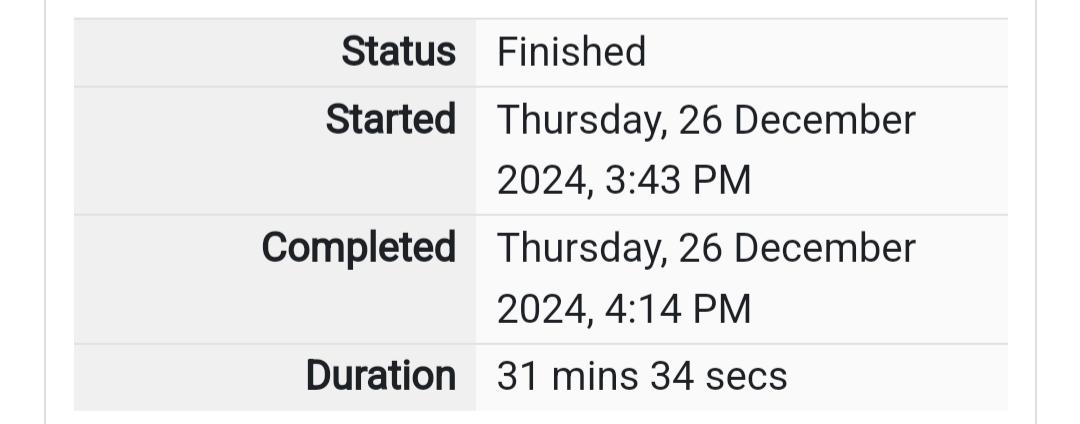 Status Finished
Started Thursday, 26 December
2024, 3:43 PM
Completed Thursday, 26 December
2024, 4:14 PM
Duration 31 mins 34 secs